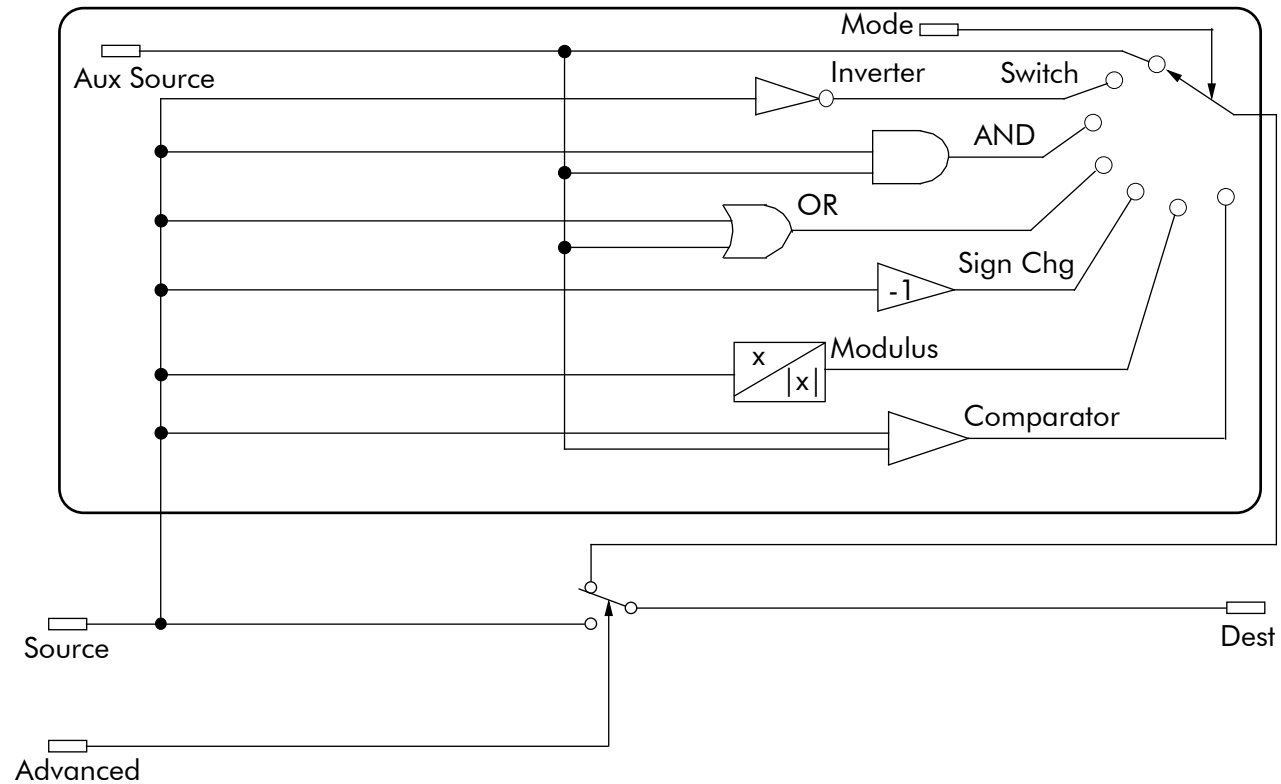 Mode
Aux Source
Inverter
Switch
AND
OR
Sign Chg
-1
Modulus
x
|x|
Comparator
Source
Dest
Advanced